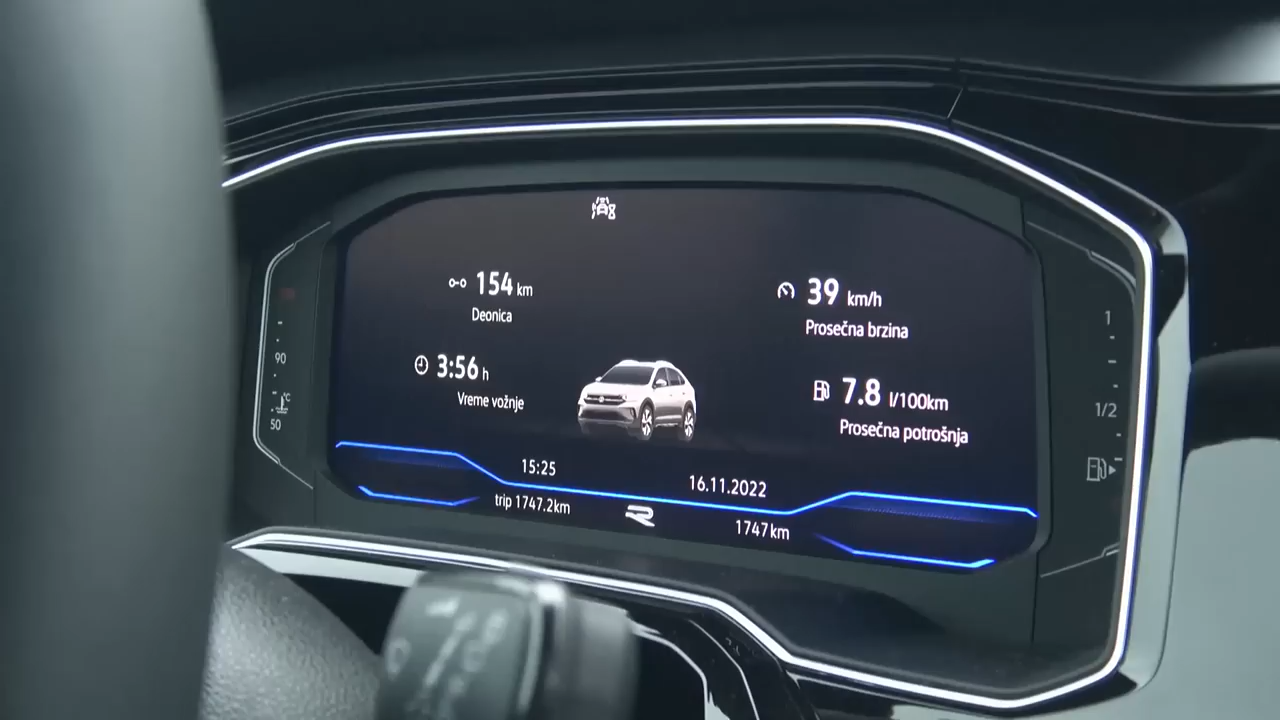 154 km
Deonica
39 km/h
Prosečna brzina
3:56 h
Vreme vožnje
7.8 l/100km
Prosečna potrošnja
15:25
16.11.2022
trip 1747.2km
R
1747 km
90
°C
50
1
1/2